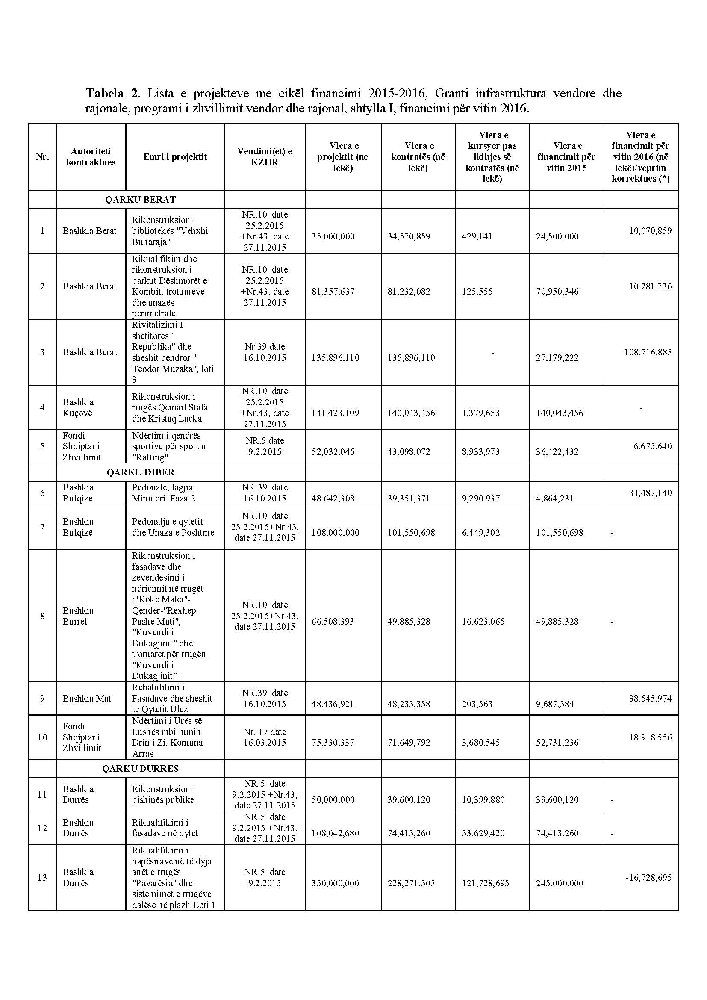 Tabela 2. Lista e projekteve me cikël financimi 2015-2016, Granti infrastruktura vendore dhe
rajonale, programi i zhvillimit vendor dhe rajonal, shtylla I, financimi për vitin 2016.
Nr.
Autoriteti
kontraktues
Emri i projektit
Vendimi(et) e
KZHR
Vlera e
projektit (ne
lekë)
Vlera e
kontratës (në
lekë)
Vlera e
kursyer pas
lidhjes së
kontratës (në
lekë)
Vlera e
financimit për
vitin 2015
Vlera e
financimit për
vitin 2016 (në
lekë)/veprim
korrektues (*)
QARKU BERAT
1
Bashkia Berat
Rikonstruksion i
bibliotekës "Vehxhi
Buharaja"
NR.10 date
25.2.2015
+Nr.43, date
27.11.2015
35,000,000
34,570,859
429,141
24,500,000
10,070,859
2
Bashkia Berat
Rikualifikim dhe
rikonstruksion i
parkut Dëshmorët e
Kombit, trotuarëve
dhe unazës
perimetrale
NR.10 date
25.2.2015
+Nr.43, date
27.11.2015
81,357,637
81,232,082
125,555
70,950,346
10,281,736
3
Bashkia Berat
Rivitalizimi I
shetitores "
Republika" dhe
sheshit qendror "
Teodor Muzaka", loti
3
Nr.39 date
16.10.2015
135,896,110
135,896,110
-
27,179,222
108,716,885
4
Bashkia
Kuçovë
Rikonstruksion i
rrugës Qemail Stafa
dhe Kristaq Lacka
NR.10 date
25.2.2015
+Nr.43, date
27.11.2015
141,423,109
140,043,456
1,379,653
140,043,456
-
5
Fondi
Shqiptar i
Zhvillimit
Ndërtim i qendrës
sportive për sportin
"Rafting"
NR.5 date
9.2.2015
52,032,045
43,098,072
8,933,973
36,422,432
6,675,640
QARKU DIBER
6
Bashkia
Bulqizë
Pedonale, lagjia
Minatori, Faza 2
NR.39 date
16.10.2015
48,642,308
39,351,371
9,290,937
4,864,231
34,487,140
7
Bashkia
Bulqizë
Pedonalja e qytetit
dhe Unaza e Poshtme
NR.10 date
25.2.2015+Nr.43,
date 27.11.2015
108,000,000
101,550,698
6,449,302
101,550,698
-
8
Bashkia
Burrel
Rikonstruksion i
fasadave dhe
zëvendësimi i
ndricimit në rrugët
:"Koke Malci"-
Qendër-"Rexhep
Pashë Mati",
"Kuvendi i
Dukagjinit" dhe
trotuaret për rrugën
"Kuvendi i
Dukagjinit"
NR.10 date
25.2.2015+Nr.43,
date 27.11.2015
66,508,393
49,885,328
16,623,065
49,885,328
-
9
Bashkia Mat
Rehabilitimi i
Fasadave dhe sheshit
te Qytetit Ulez
NR.39 date
16.10.2015
48,436,921
48,233,358
203,563
9,687,384
38,545,974
10
Fondi
Shqiptar i
Zhvillimit
Ndërtimi i Urës së
Lushës mbi lumin
Drin i Zi, Komuna
Arras
Nr. 17 date
16.03.2015
75,330,337
71,649,792
3,680,545
52,731,236
18,918,556
QARKU DURRES
11
Bashkia
Durrës
Rikonstruksion i
pishinës publike
NR.5 date
9.2.2015 +Nr.43,
date 27.11.2015
50,000,000
39,600,120
10,399,880
39,600,120
-
12
Bashkia
Durrës
Rikualifikimi i
fasadave në qytet
NR.5 date
9.2.2015 +Nr.43,
date 27.11.2015
108,042,680
74,413,260
33,629,420
74,413,260
-
13
Bashkia
Durrës
Rikualifikimi i
hapësirave në të dyja
anët e rrugës
"Pavarësia" dhe
sistemimet e rrugëve
dalëse në plazh-Loti 1
NR.5 date
9.2.2015
350,000,000
228,271,305
121,728,695
245,000,000
-16,728,695